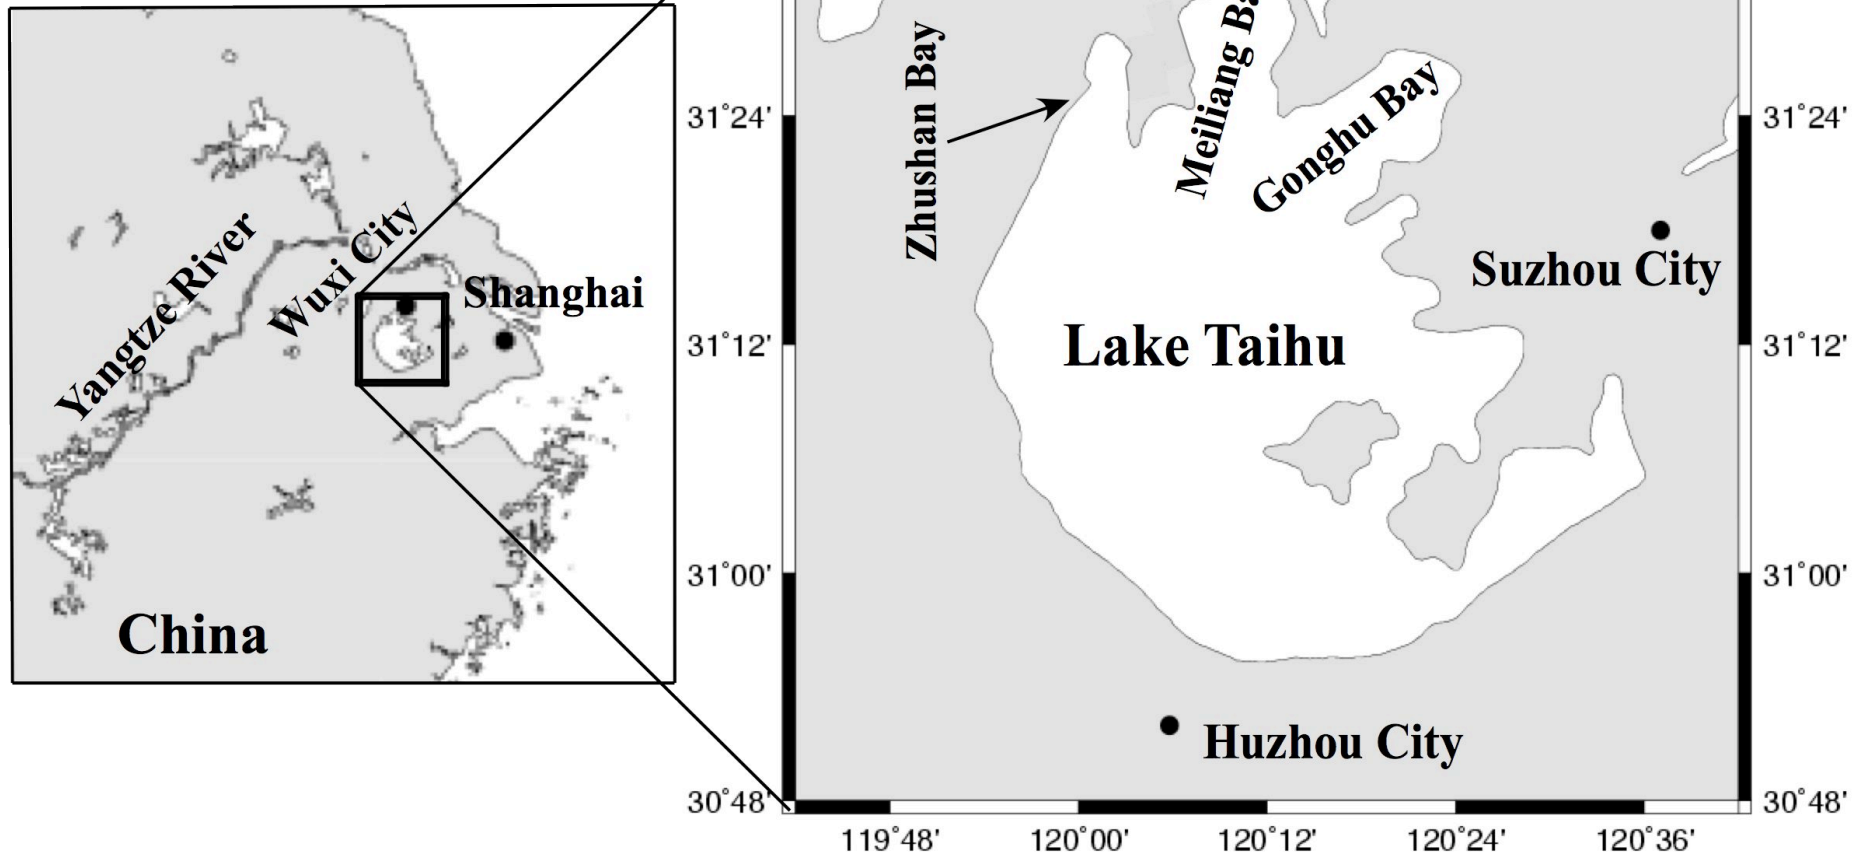 Yangtze River
Wuxi City
Shanghai
China
Zhushan Bay
Meiliang Ba
Gonghu Bay
Lake Taihu
Suzhou City
Huzhou City
31°24'
31°12'
31°00'
30°48'
31°24'
31°12'
31°00'
30°48'
119°48'
120°00'
120°12'
120°24'
120°36'